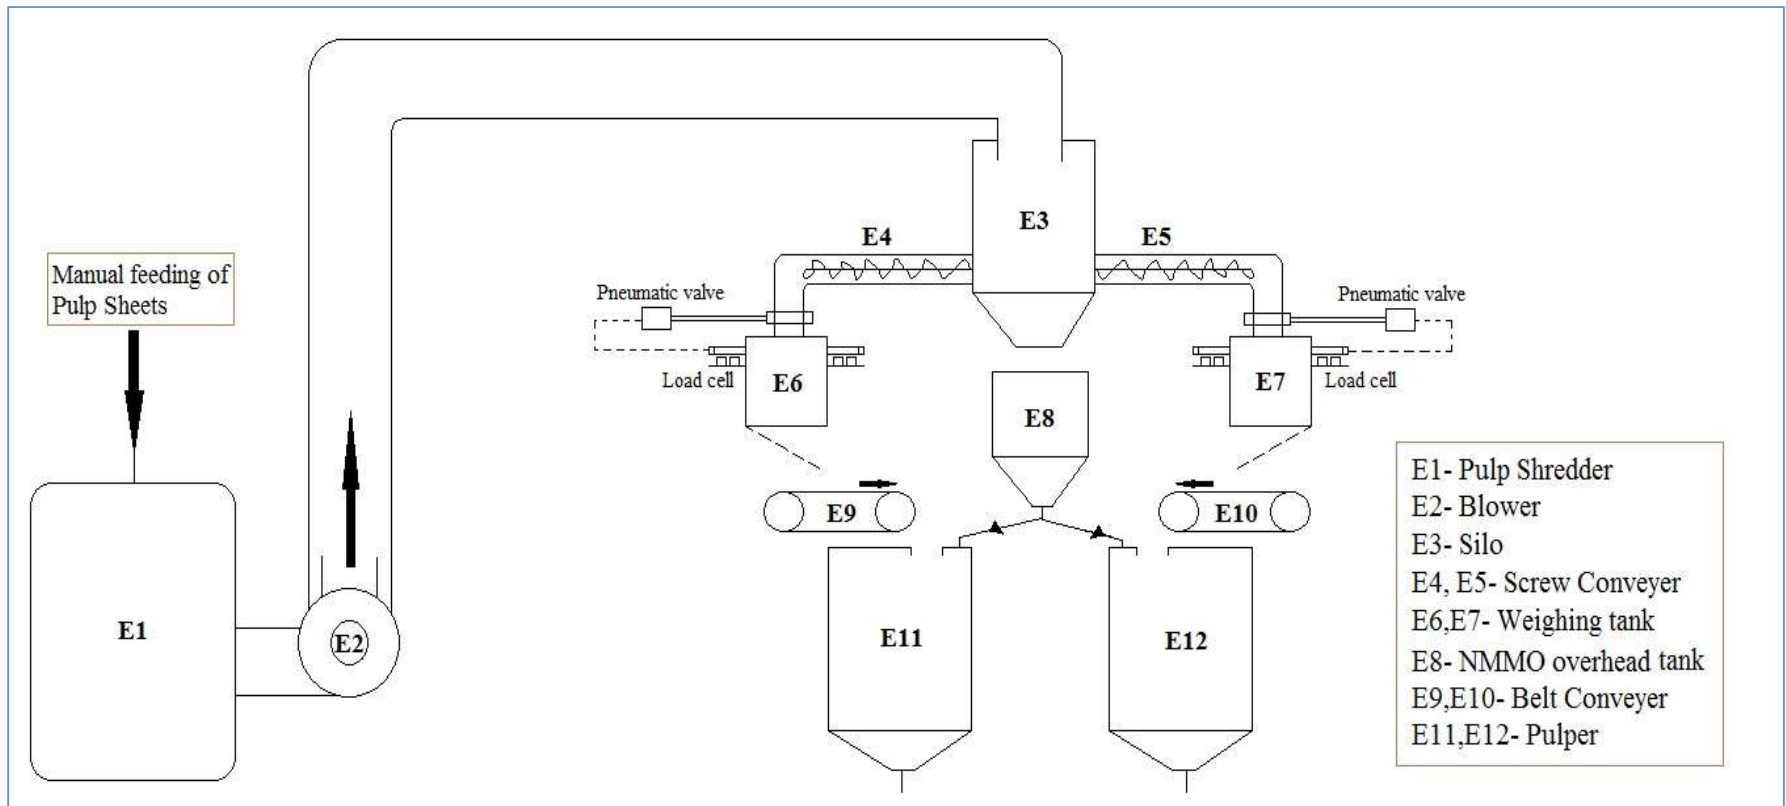 E3
E4
E5
Manual feeding of
Pulp Sheets
Pneumatic valve
Pneumatic valve
Load cell
E6
E7
Load cell
E8
E9
E10
E1
E2
E11
E12
E1- Pulp Shredder
E2- Blower
E3- Silo
E4, E5- Screw Conveyer
E6,E7- Weighing tank
E8- NMMO overhead tank
E9,E10- Belt Conveyer
E11,E12- Pulper